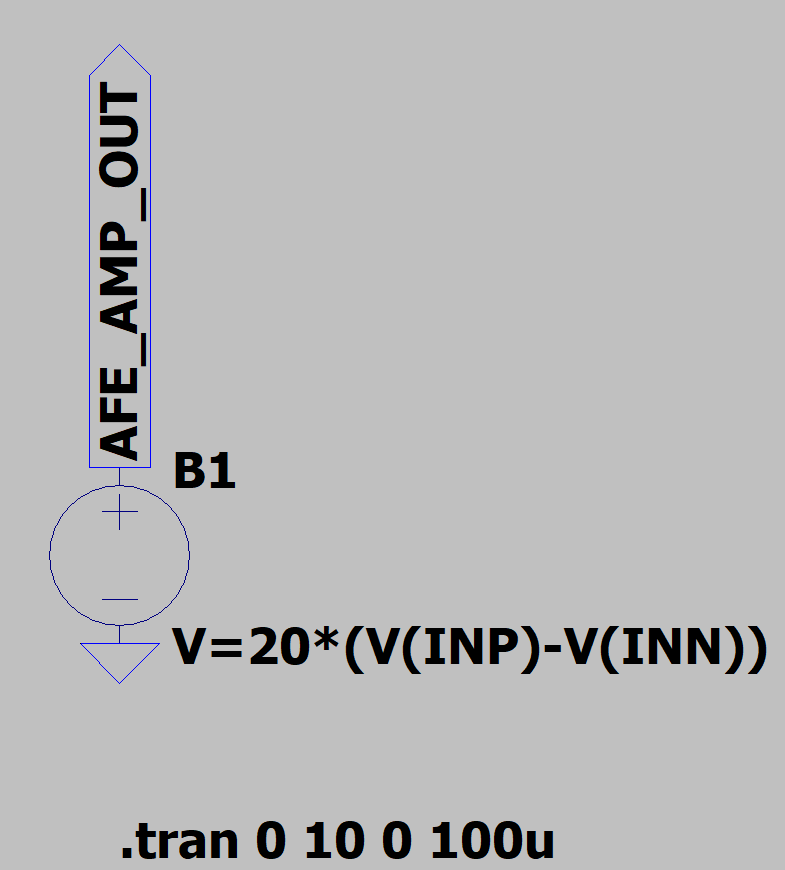 AFE_AMP_OUT
B1
V=20*(V(INP)-V(INN))
.tran 0 10 0 100u